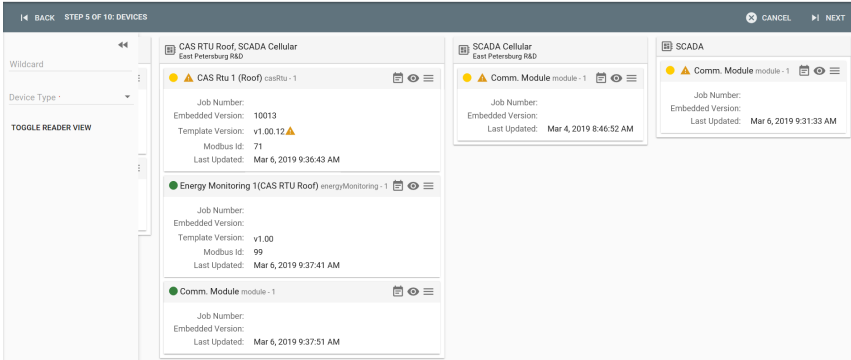 BACK STEP 5 OF 10: DEVICES
CANCEL NEXT
Wildcard
Device Type *
TOGGLE READER VIEW
CAS RTU Roof, SCADA Cellular
East Petersburg R&D
CAS Rtu 1 (Roof) casRtu - 1
Job Number:
Embedded Version: 10013
Template Version: v1.00.12
Modbus Id: 71
Last Updated: Mar 6, 2019 9:36:43 AM
Energy Monitoring 1(CAS RTU Roof) energyMonitoring - 1
Job Number:
Embedded Version:
Template Version: v1.00
Modbus Id: 99
Last Updated: Mar 6, 2019 9:37:41 AM
Comm. Module module - 1
Job Number:
Embedded Version:
Last Updated: Mar 6, 2019 9:37:51 AM
SCADA Cellular
East Petersburg R&D
Comm. Module module - 1
Job Number:
Embedded Version:
Last Updated: Mar 4, 2019 8:46:52 AM
SCADA
Comm. Module module - 1
Job Number:
Embedded Version:
Last Updated: Mar 6, 2019 9:31:33 AM